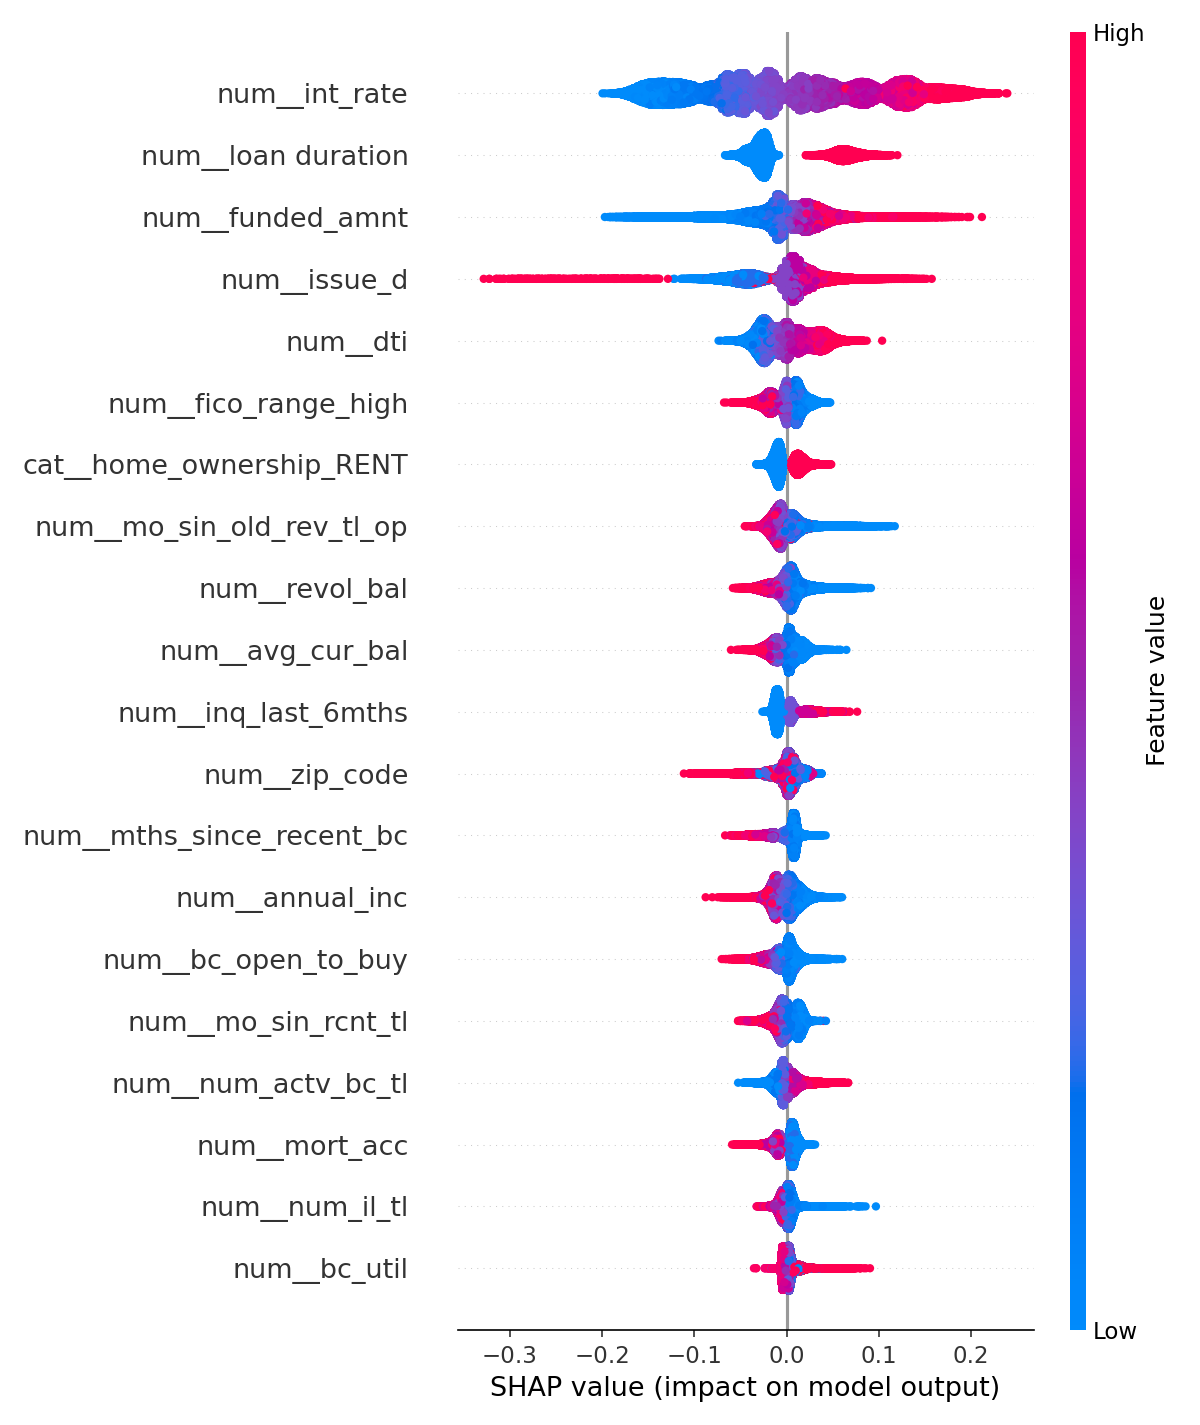 High
num__int_rate
num__loan duration
num__funded_amnt
num__issue_d
num__dti
num__fico_range_high
cat__home_ownership_RENT
num__mo_sin_old_rev_tl_op
num__revol_bal
num__avg_cur_bal
num__inq_last_6mths
num__zip_code
num__mths_since_recent_bc
num__annual_inc
num__bc_open_to_buy
num__mo_sin_rcnt_tl
num__num_actv_bc_tl
num__mort_acc
num__num_il_tl
num__bc_util
Feature value
Low
−0.3 −0.2 −0.1 0.0 0.1 0.2
SHAP value (impact on model output)